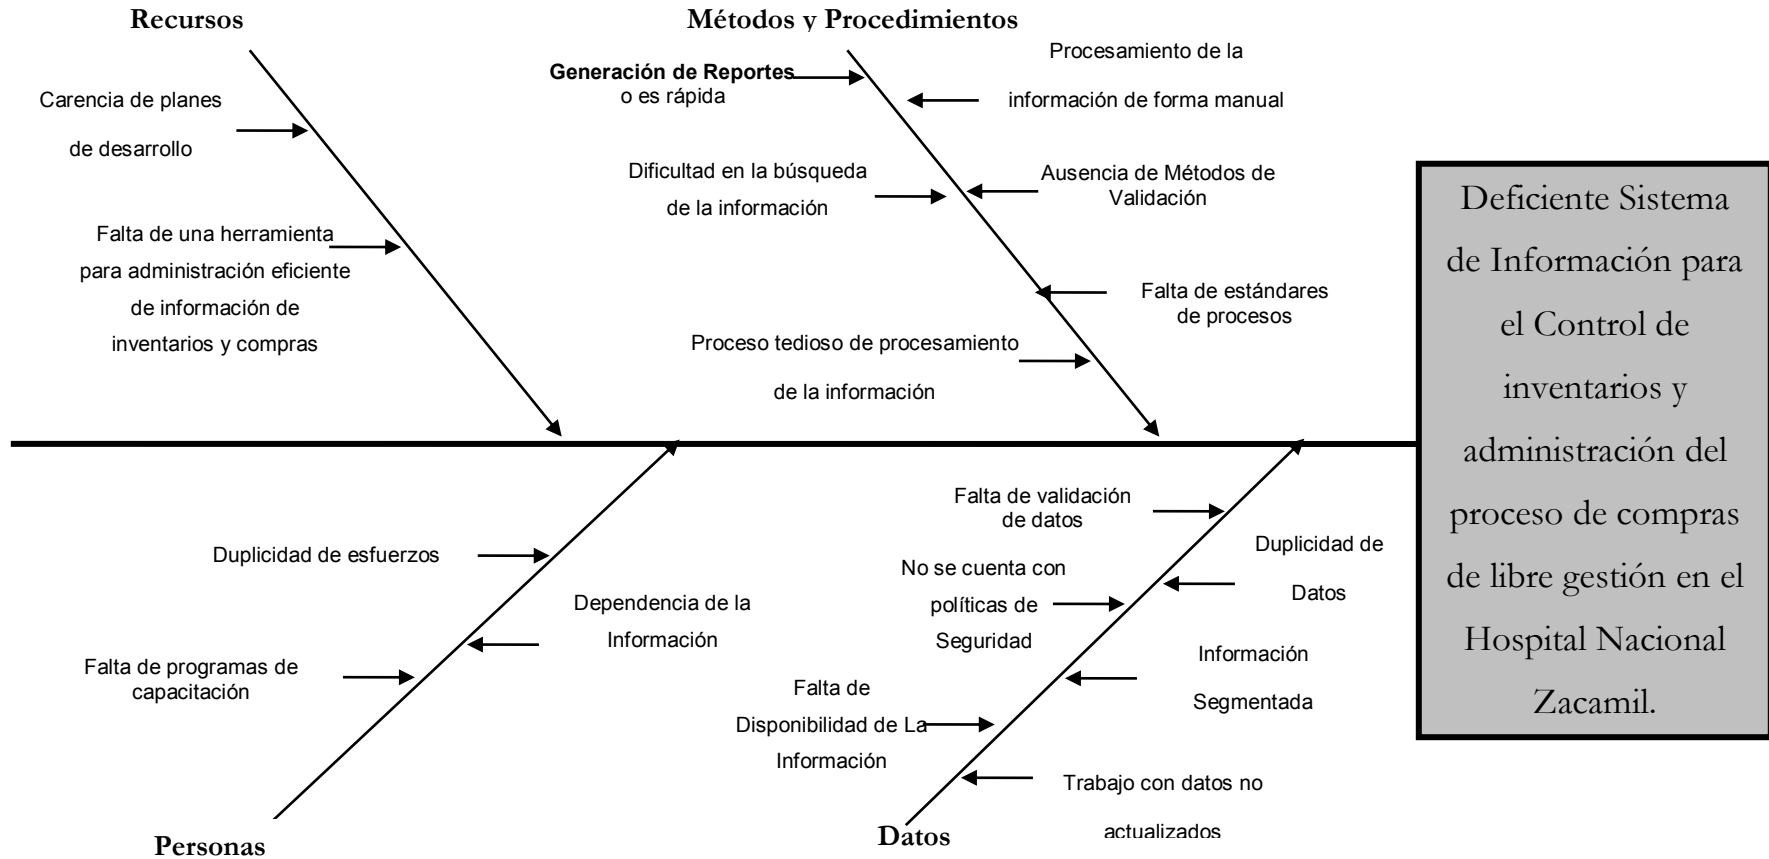 Recursos
Métodos y Procedimientos
Carencia de planes
de desarrollo
Falta de una herramienta
para administración eficiente
de información de
inventarios y compras
Generación de Reportes
o es rápida
Procesamiento de la
información de forma manual
Dificultad en la búsqueda
de la información
Ausencia de Métodos de
Validación
Falta de estándares
de procesos
Proceso tedioso de procesamiento
de la información
Deficiente Sistema
de Información para
el Control de
inventarios y
administración del
proceso de compras
de libre gestión en el
Hospital Nacional
Zacamil.
Duplicidad de esfuerzos
Dependencia de la
Información
Falta de programas de
capacitación
Personas
Falta de validación
de datos
Duplicidad de
Datos
No se cuenta con
políticas de
Seguridad
Información
Segmentada
Falta de
Disponibilidad de La
Información
Trabajo con datos no
actualizados
Datos